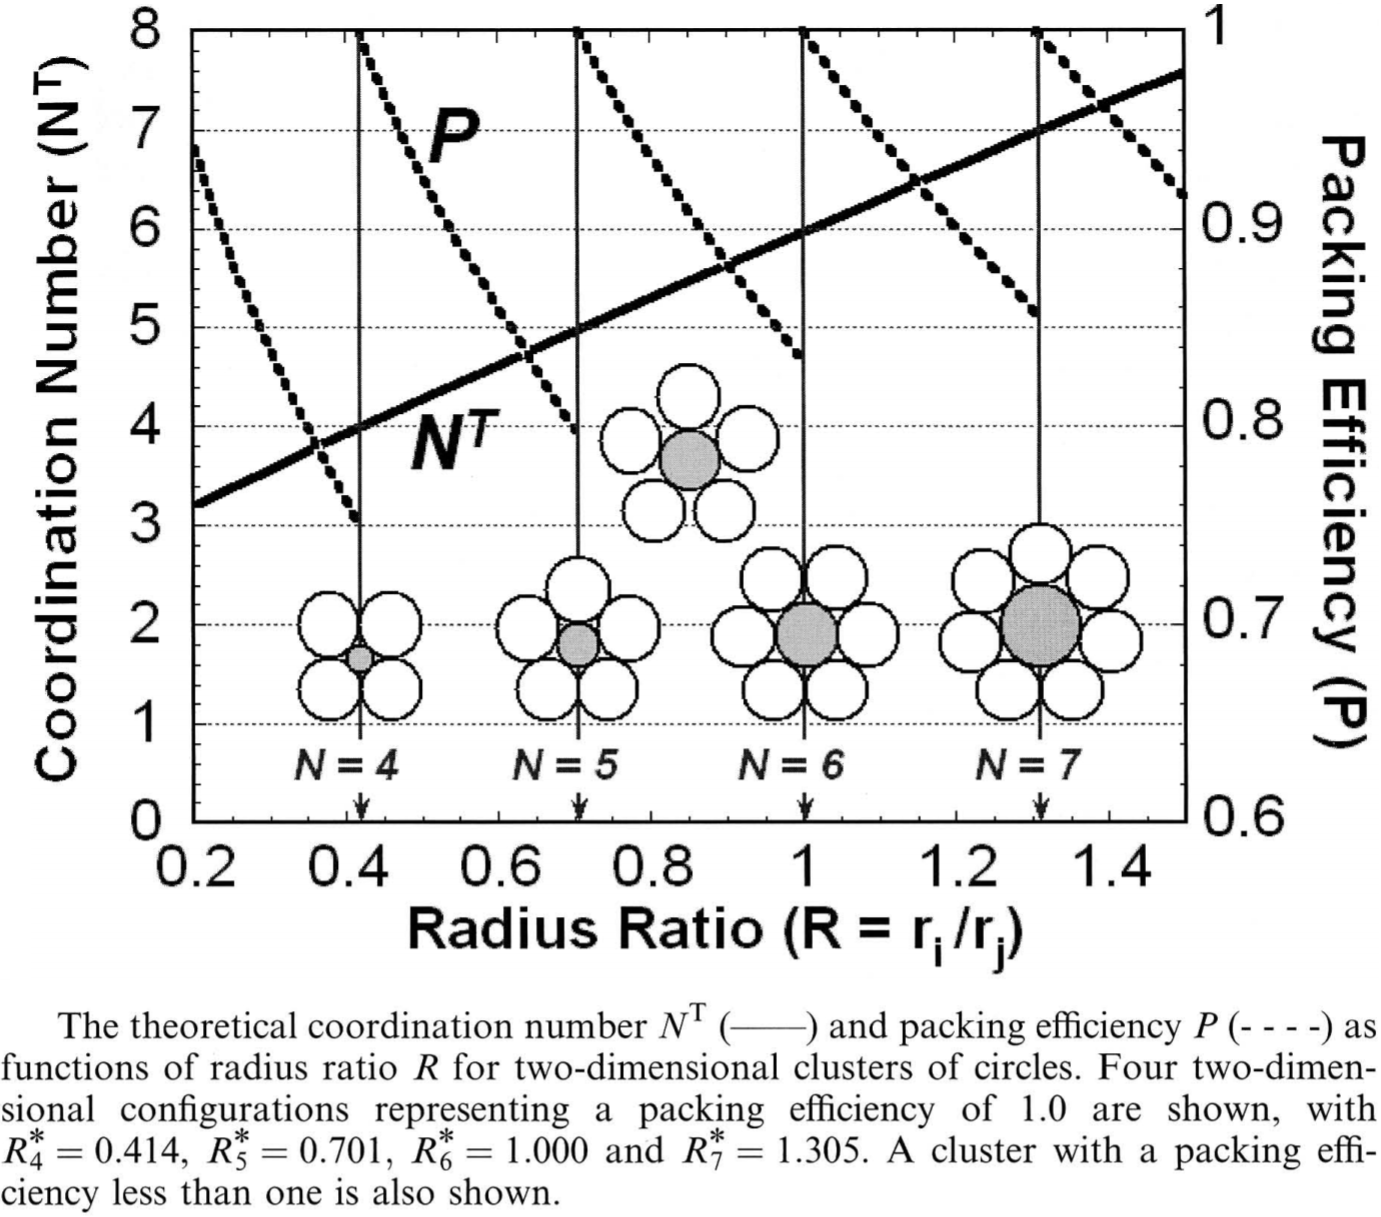 8
7
6
5
4
3
2
1
0
Coordination Number (N^T)
1
0.9
0.8
0.7
0.6
Packing Efficiency (P)
P
N^T
N = 4
N = 5
N = 6
N = 7
0.2
0.4
0.6
0.8
1
1.2
1.4
Radius Ratio (R = r_i/r_j)
The theoretical coordination number N^T (——) and packing efficiency P (- - - -) as
functions of radius ratio R for two-dimensional clusters of circles. Four two-dimen-
sional configurations representing a packing efficiency of 1.0 are shown, with
R*_4 = 0.414, R*_5 = 0.701, R*_6 = 1.000 and R*_7 = 1.305. A cluster with a packing effi-
ciency less than one is also shown.